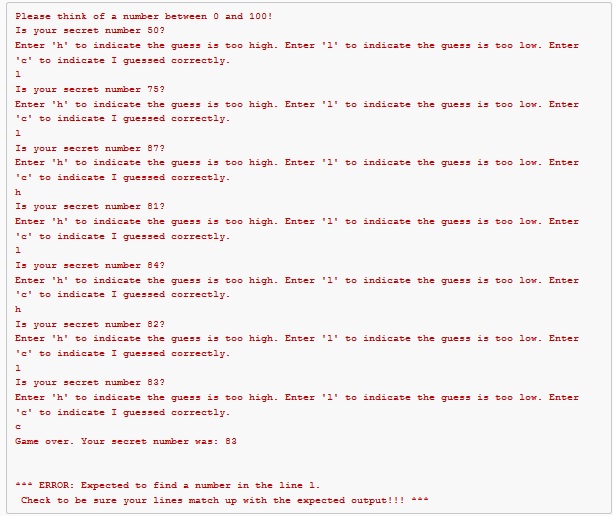 Please think of a number between 0 and 100!
Is your secret number 50?
Enter 'h' to indicate the guess is too high. Enter 'l' to indicate the guess is too low. Enter
'c' to indicate I guessed correctly.
l
Is your secret number 75?
Enter 'h' to indicate the guess is too high. Enter 'l' to indicate the guess is too low. Enter
'c' to indicate I guessed correctly.
l
Is your secret number 87?
Enter 'h' to indicate the guess is too high. Enter 'l' to indicate the guess is too low. Enter
'c' to indicate I guessed correctly.
h
Is your secret number 81?
Enter 'h' to indicate the guess is too high. Enter 'l' to indicate the guess is too low. Enter
'c' to indicate I guessed correctly.
l
Is your secret number 84?
Enter 'h' to indicate the guess is too high. Enter 'l' to indicate the guess is too low. Enter
'c' to indicate I guessed correctly.
h
Is your secret number 82?
Enter 'h' to indicate the guess is too high. Enter 'l' to indicate the guess is too low. Enter
'c' to indicate I guessed correctly.
l
Is your secret number 83?
Enter 'h' to indicate the guess is too high. Enter 'l' to indicate the guess is too low. Enter
'c' to indicate I guessed correctly.
c
Game over. Your secret number was: 83
*** ERROR: Expected to find a number in the line l.
Check to be sure your lines match up with the expected output!!! ***